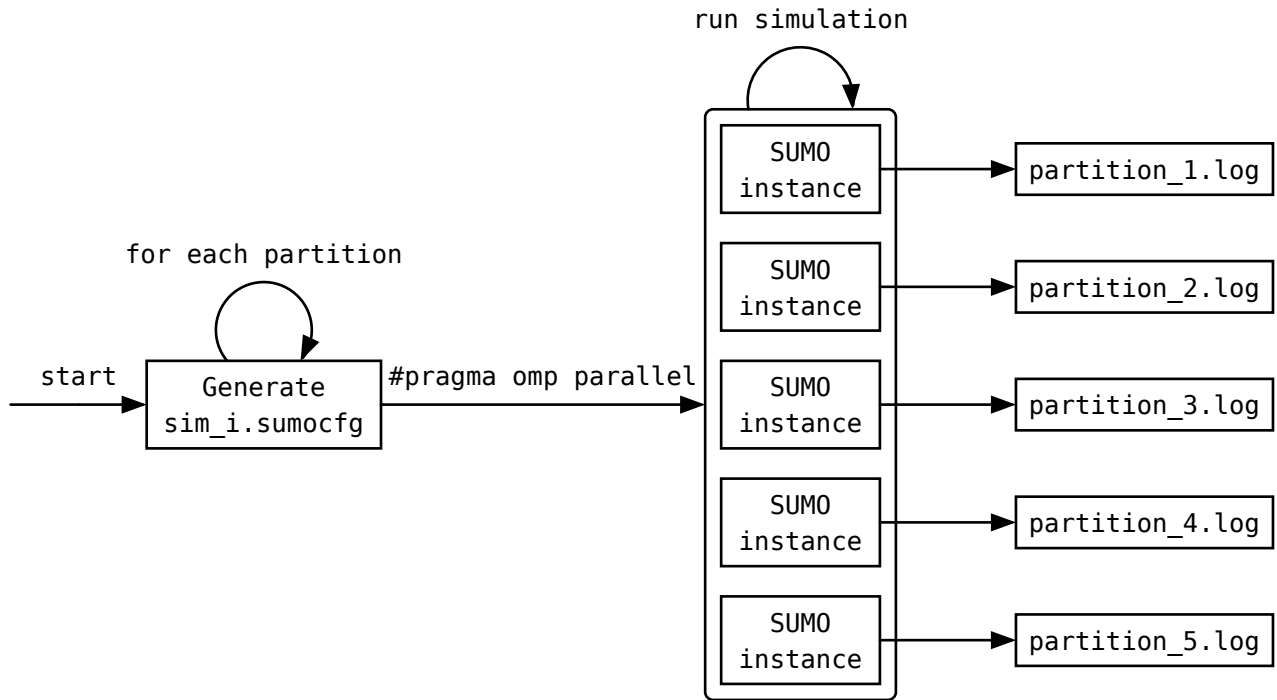 run simulation
SUMO
instance
partition_1.log
for each partition
SUMO
instance
partition_2.log
start
Generate
sim_i.sumocfg
#pragma omp parallel
SUMO
instance
partition_3.log
SUMO
instance
partition_4.log
SUMO
instance
partition_5.log